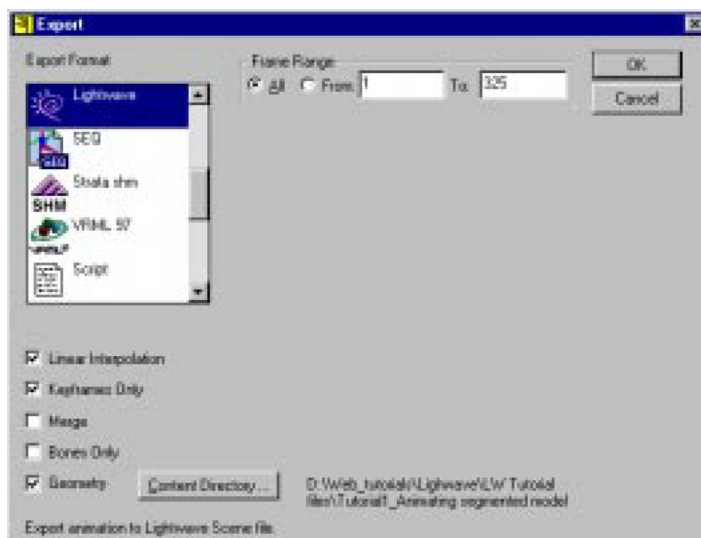 Export
Export Format
Frame Range
All From: 1 To: 325
OK
Cancel
Lightwave
SEQ
SEQ
Strata shm
SHM
VRML 97
Script
Linear Interpolation
Keyframes Only
Merge
Bones Only
Geometry
Content Directory...
D:\Web_tutorials\Lighwave\LW Tutorial
files\Tutorial1_Animating segmented model
Export animation to Lightwave Scene file.